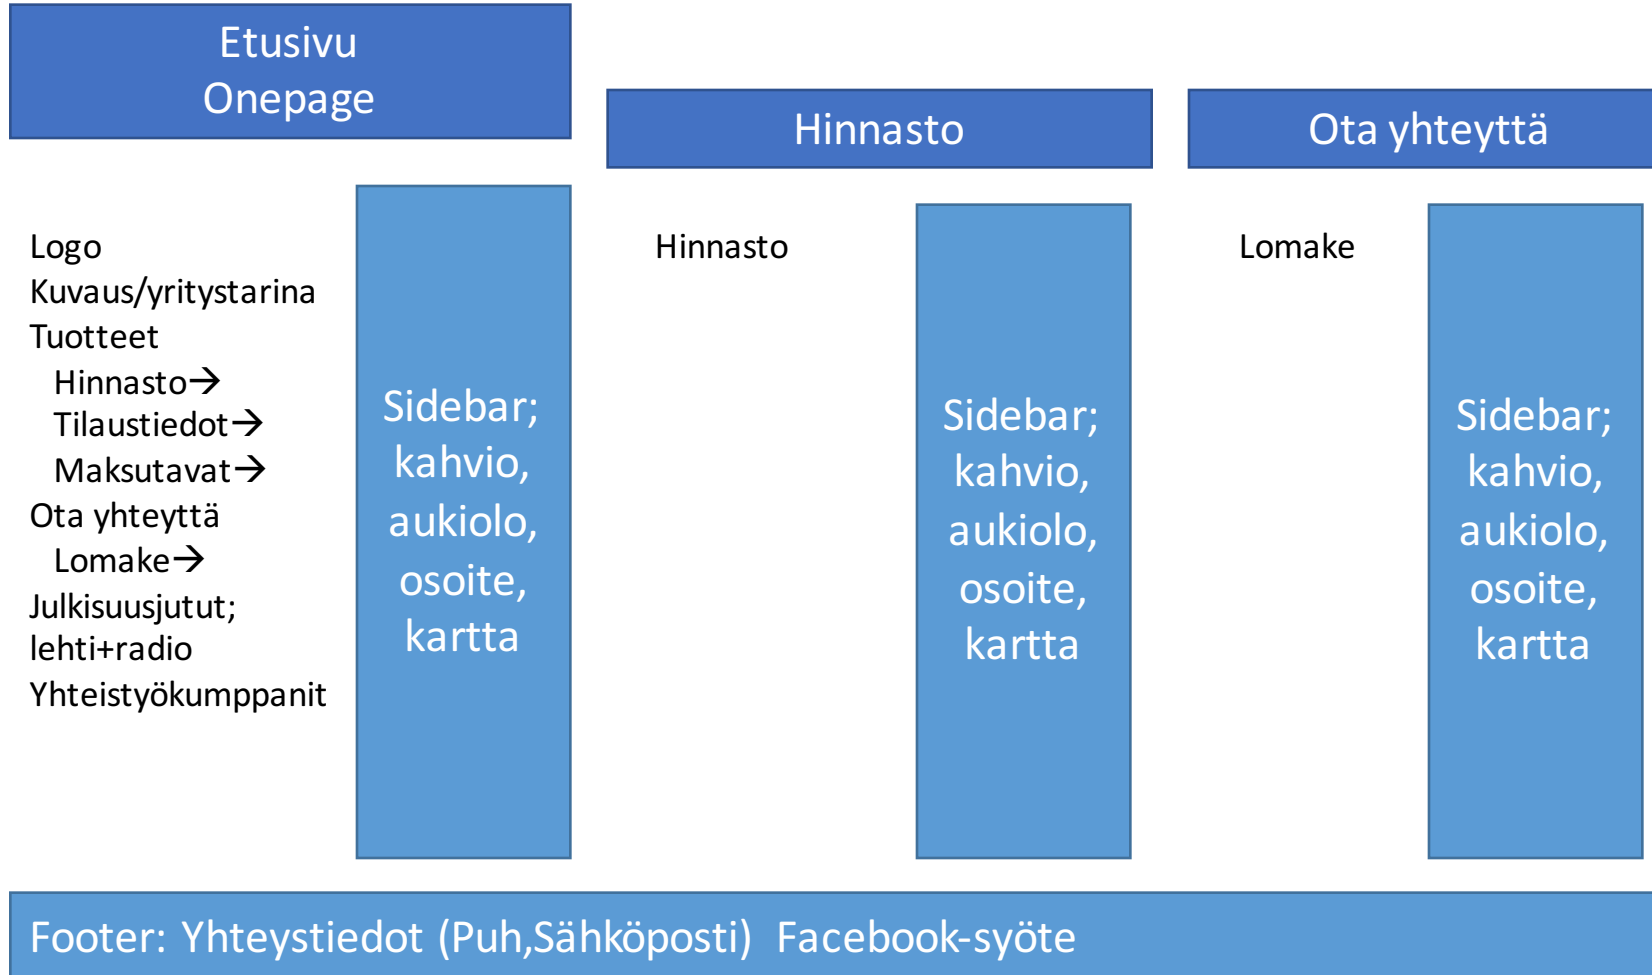 Etusivu
Onepage
Hinnasto
Ota yhteyttä
Logo
Kuvaus/yritystarina
Tuotteet
Hinnasto→
Tilaustiedot→
Maksutavat→
Ota yhteyttä
Lomake→
Julkisuusjutut;
lehti+radio
Yhteistyökumppanit
Sidebar;
kahvio,
aukiolo,
osoite,
kartta
Hinnasto
Sidebar;
kahvio,
aukiolo,
osoite,
kartta
Lomake
Sidebar;
kahvio,
aukiolo,
osoite,
kartta
Footer: Yhteystiedot (Puh,Sähköposti)  Facebook-syöte